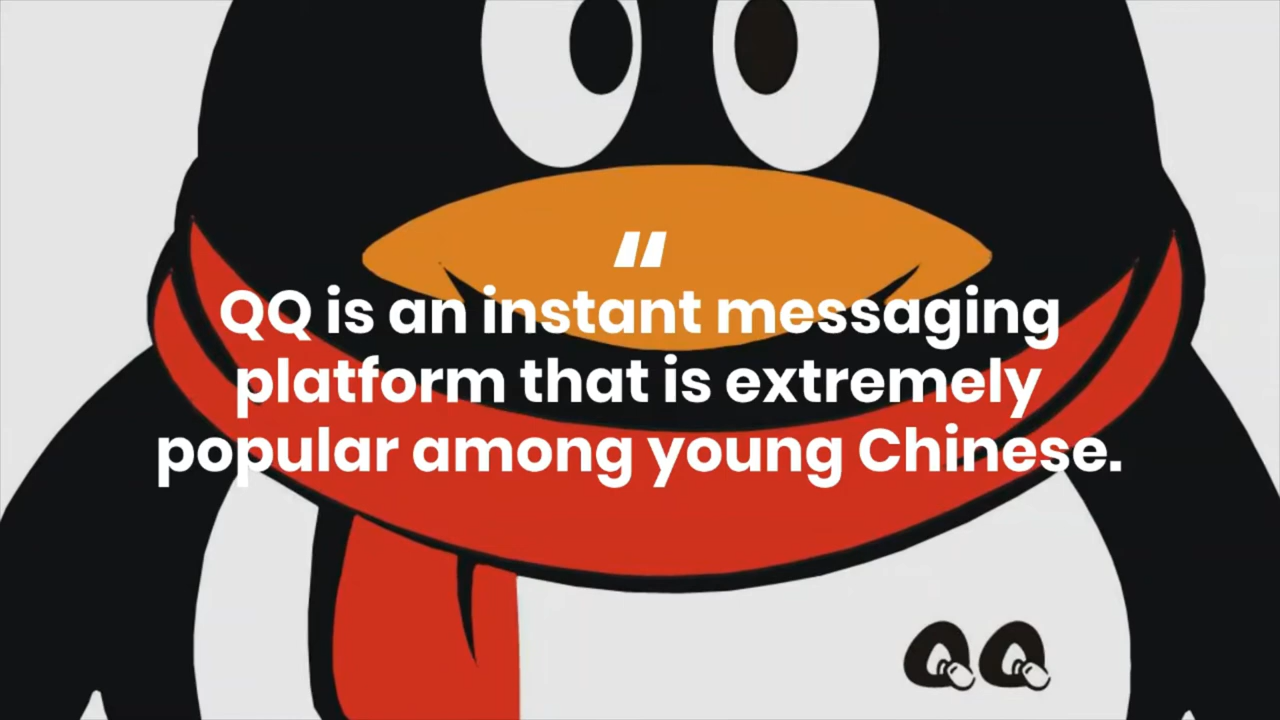 "
QQ is an instant messaging
platform that is extremely
popular among young Chinese.
QQ